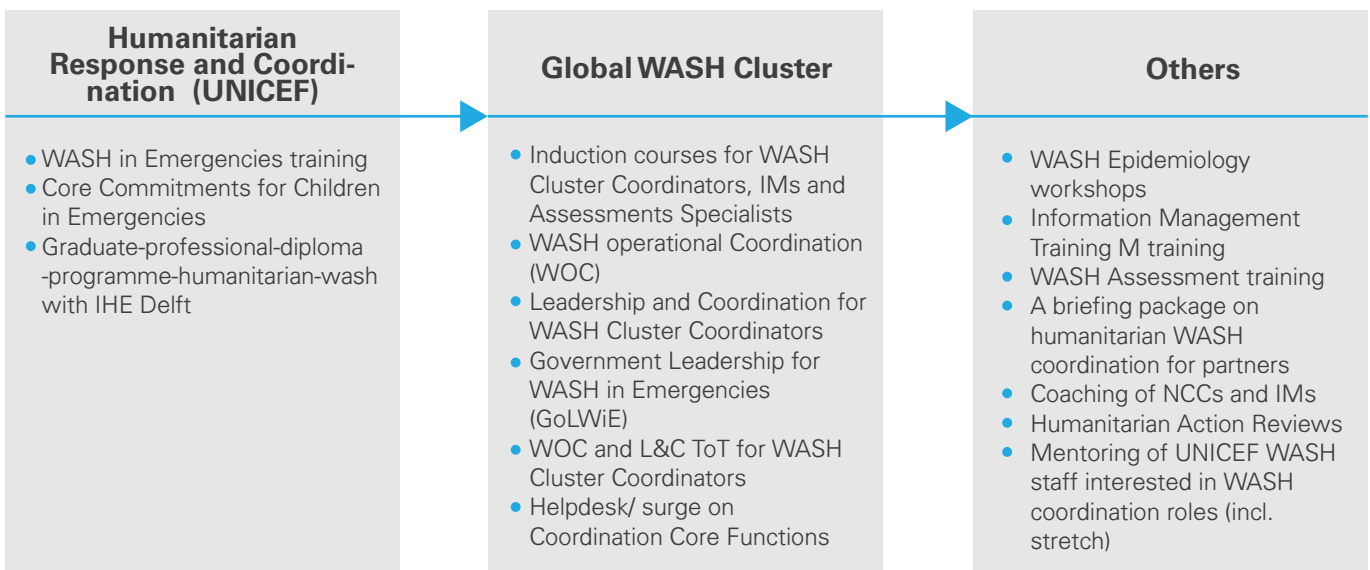 Humanitarian
Response and Coordi-
nation (UNICEF)
• WASH in Emergencies training
• Core Commitments for Children
in Emergencies
• Graduate-professional-diploma
-programme-humanitarian-wash
with IHE Delft
Global WASH Cluster
• Induction courses for WASH
Cluster Coordinators, IMs and
Assessments Specialists
• WASH operational Coordination
(WOC)
• Leadership and Coordination for
WASH Cluster Coordinators
• Government Leadership for
WASH in Emergencies
(GoLWiE)
• WOC and L&C ToT for WASH
Cluster Coordinators
• Helpdesk/ surge on
Coordination Core Functions
Others
• WASH Epidemiology
workshops
• Information Management
Training M training
• WASH Assessment training
• A briefing package on
humanitarian WASH
coordination for partners
• Coaching of NCCs and IMs
• Humanitarian Action Reviews
• Mentoring of UNICEF WASH
staff interested in WASH
coordination roles (incl.
stretch)